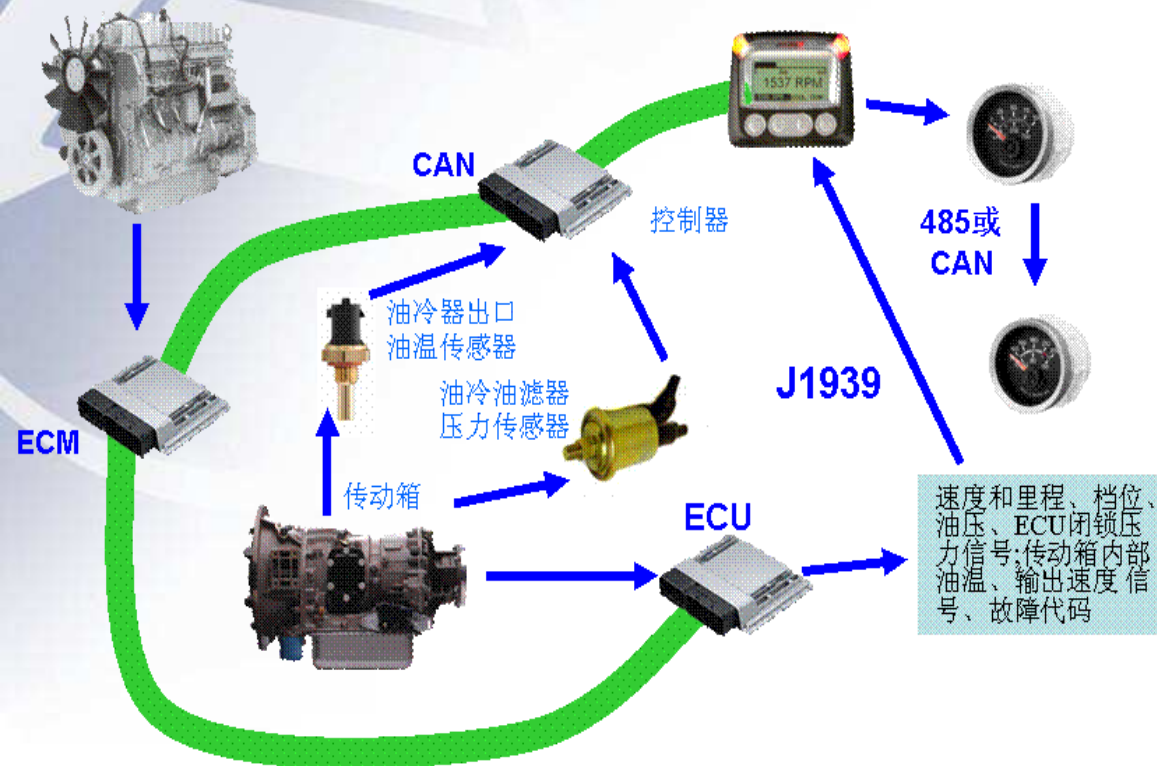 1537 RPM
CAN
控制器
485或
CAN
油冷器出口
油温传感器
油冷油滤器
压力传感器
J1939
ECM
传动箱
ECU
速度和里程、档位、
油压、ECU闭锁压
力信号;传动箱内部
油温、输出速度 信
号、故障代码